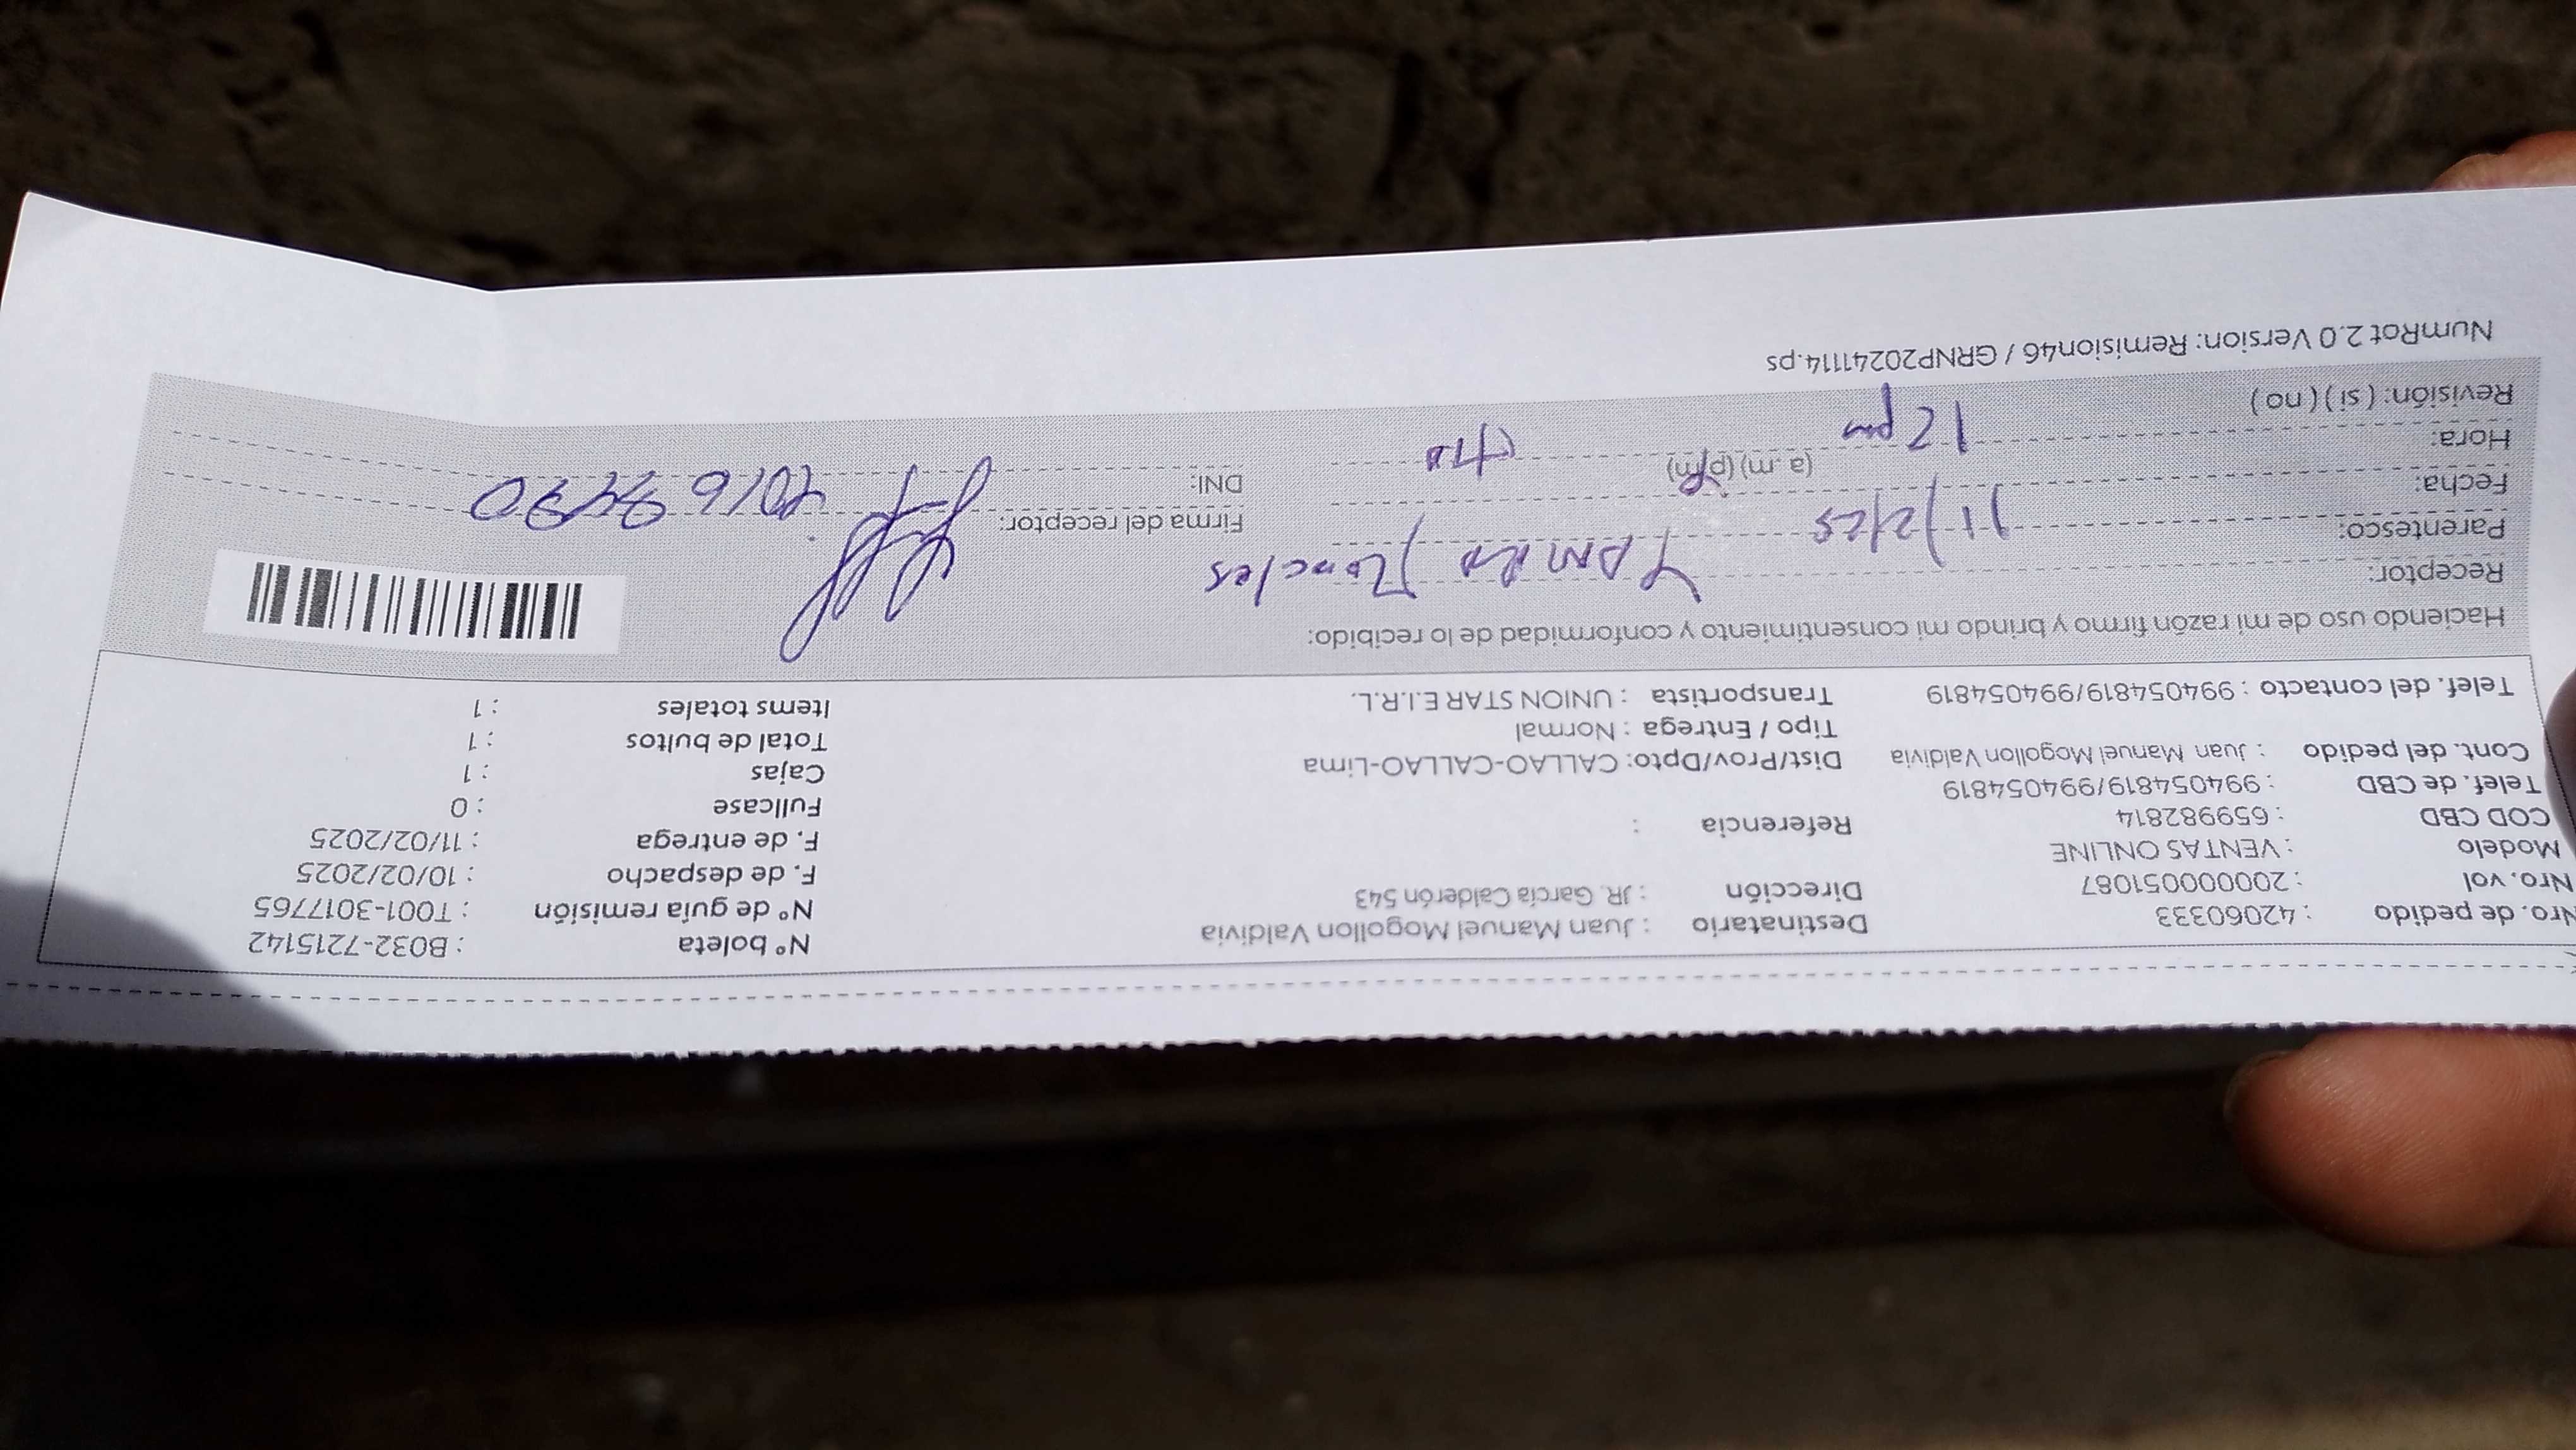 Nro. de pedido : 42060333
Nro. vol : 20000051087
Modelo : VENTAS ONLINE
COD CBD : 659982814
Telef. de CBD : 994054819/994054819
Cont. del pedido : Juan Manuel Mogollon Valdivia
Telef. del contacto : 994054819/994054819
Destinatario : Juan Manuel Mogollon Valdivia
Dirección : JR. García Calderón 543
Referencia :
Dist/Prov/Dpto: CALLAO-CALLAO-Lima
Tipo / Entrega : Normal
Transportista : UNION STAR E.I.R.L.
N° boleta : B032-7215142
N° de guía remisión : T001-3017765
F. de despacho : 10/02/2025
F. de entrega : 11/02/2025
Fullcase : 0
Cajas : 1
Total de bultos : 1
Items totales : 1
Haciendo uso de mi razón firmo y brindo mi consentimiento y conformidad de lo recibido:
Receptor:
Parentesco:
Fecha: 11/2/25
Hora: 12 pm (a.m) (p.m)
Revisión: (si) (no)
Firma del receptor:
DNI:
NumRot 2.0 Version: Remision46 / GRNP20241114.ps